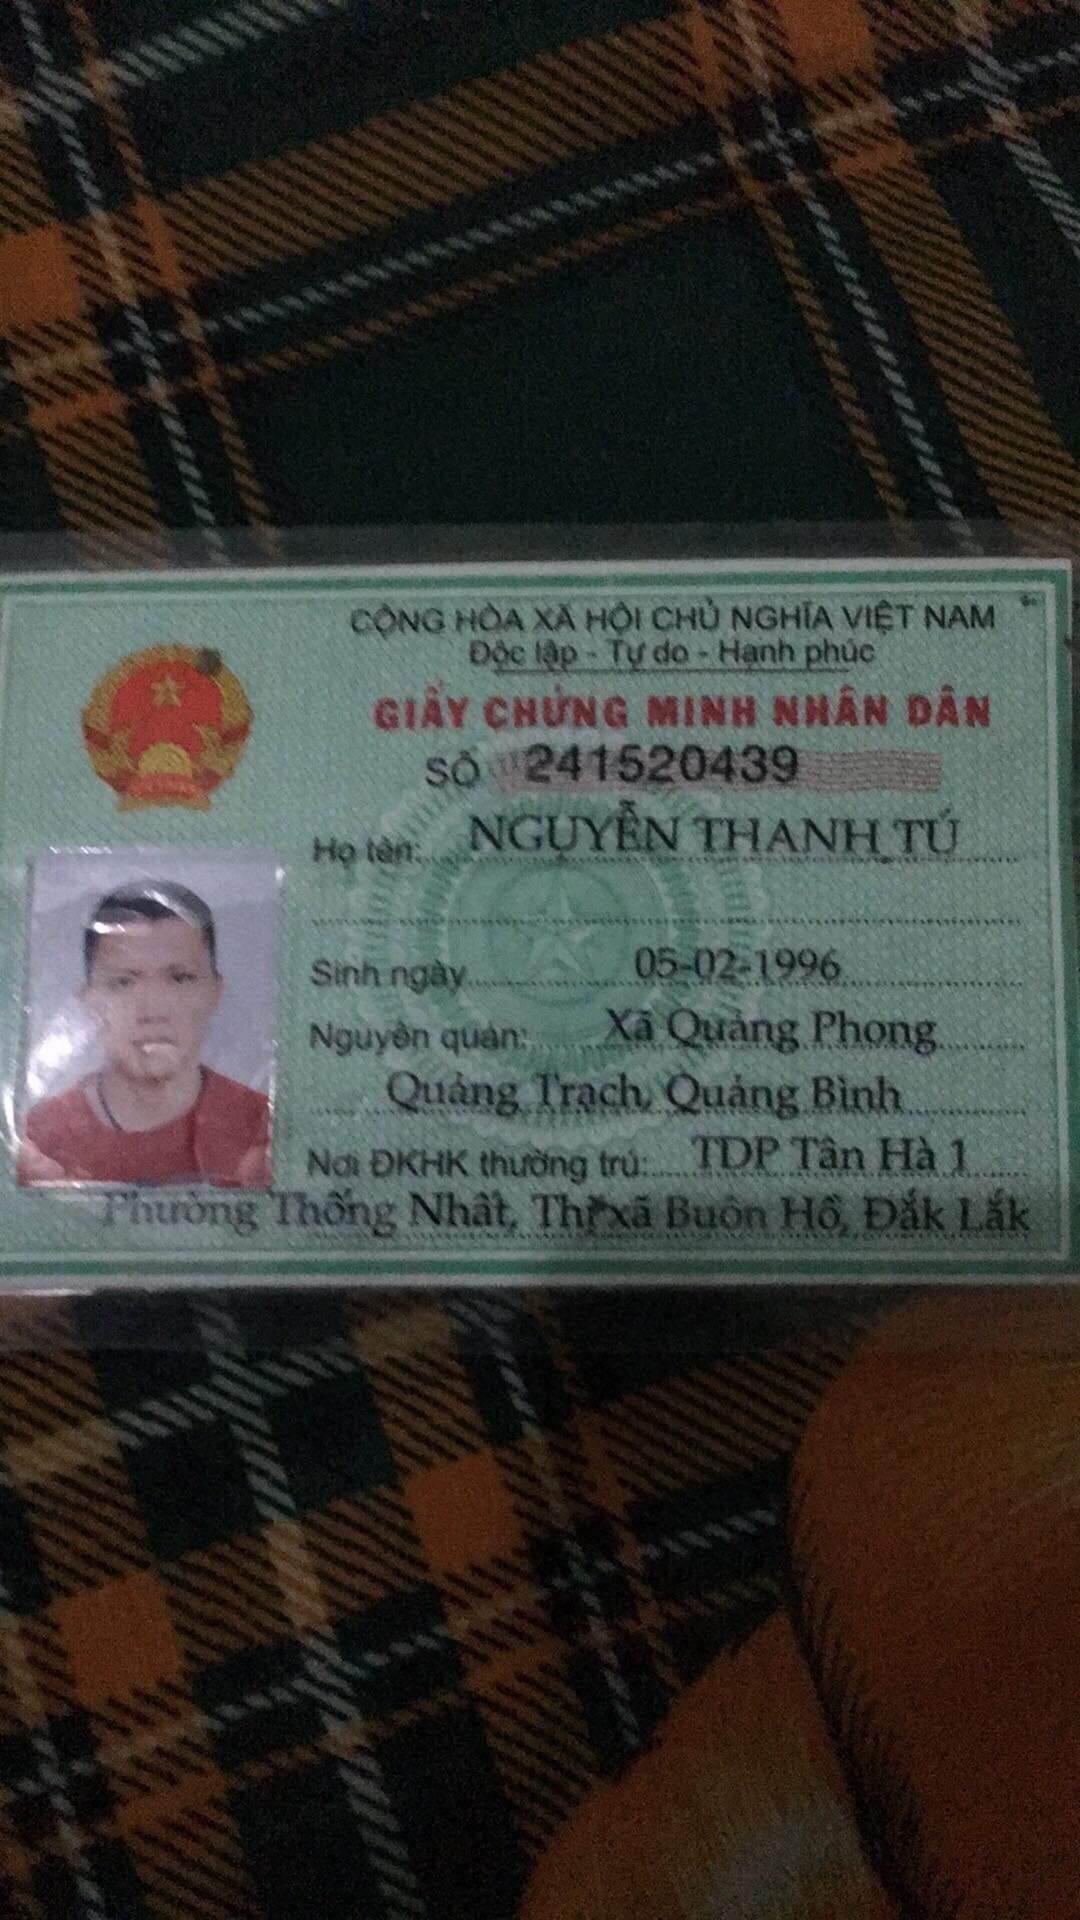 CỘNG HÒA XÃ HỘI CHỦ NGHĨA VIỆT NAM
Độc lập - Tự do - Hạnh phúc
GIẤY CHỨNG MINH NHÂN DÂN
SỐ 241520439
Họ tên: NGUYỄN THANH TÚ
Sinh ngày 05-02-1996
Nguyên quán: Xã Quảng Phong
Quảng Trạch, Quảng Bình
Nơi ĐKHK thường trú: TDP Tân Hà 1
Phường Thống Nhất, Thị xã Buôn Hồ, Đắk Lắk